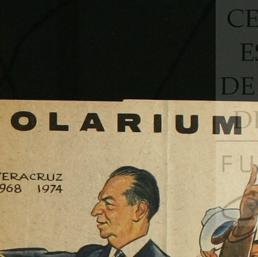 CE
ES
DE
D
OLARIUM
FU
VERACRUZ
1968 1974